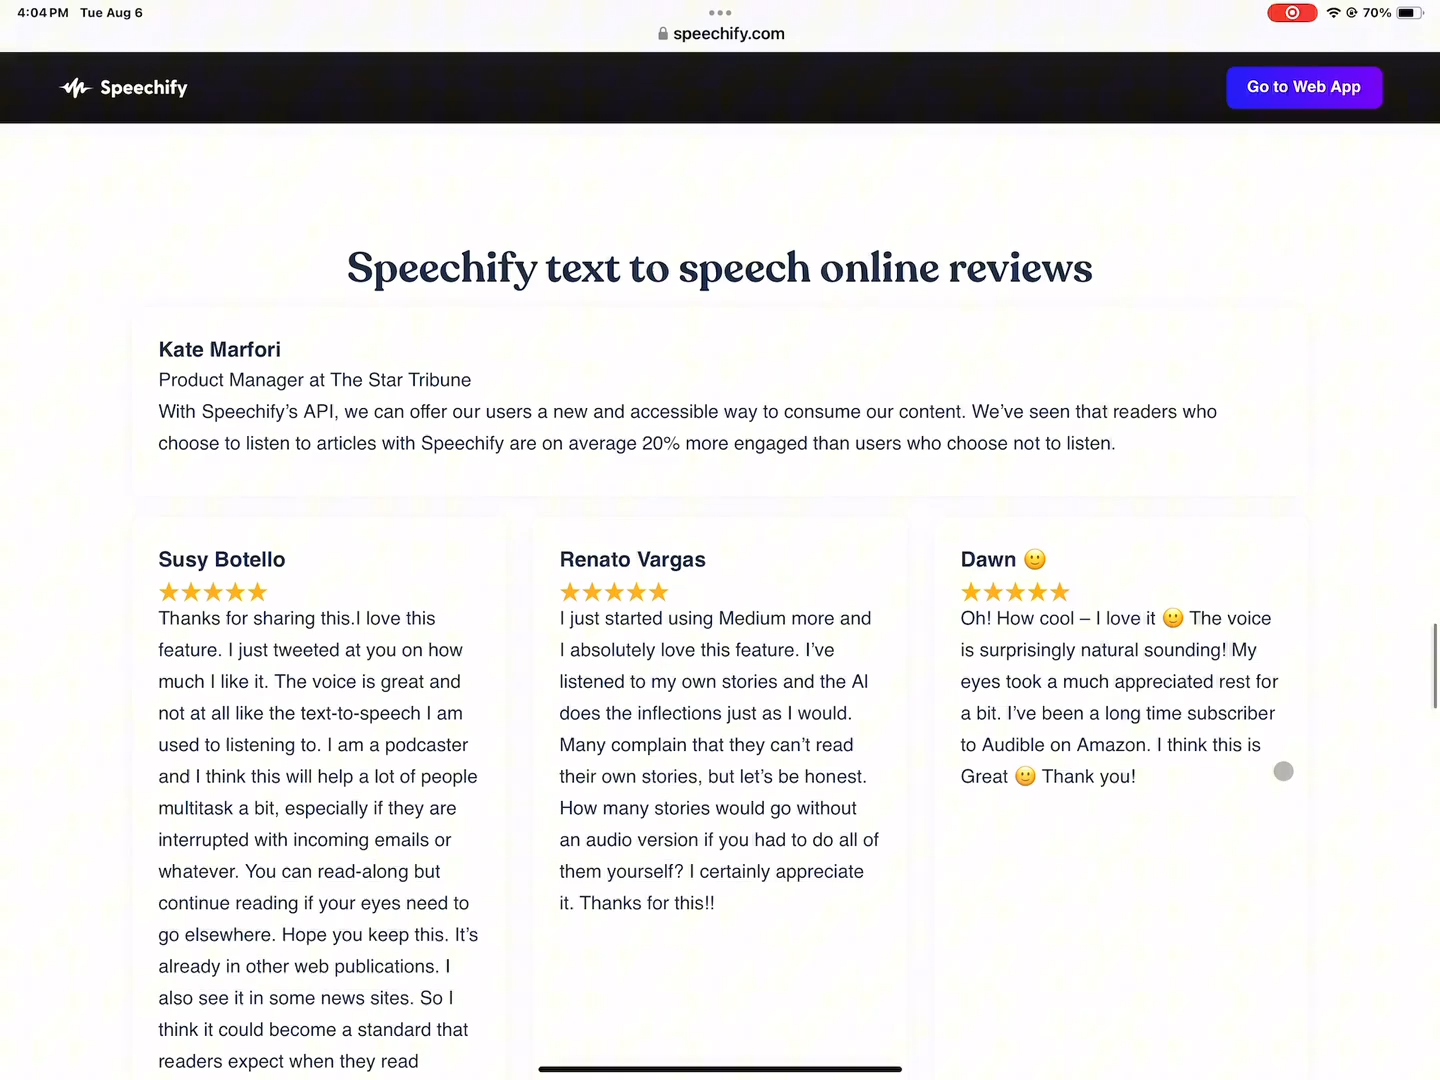 4:04 PM Tue Aug 6
70%
speechify.com
Speechify
Go to Web App
Speechify text to speech online reviews
Kate Marfori
Product Manager at The Star Tribune
With Speechify’s API, we can offer our users a new and accessible way to consume our content. We’ve seen that readers who
choose to listen to articles with Speechify are on average 20% more engaged than users who choose not to listen.
Susy Botello
Thanks for sharing this.I love this
feature. I just tweeted at you on how
much I like it. The voice is great and
not at all like the text-to-speech I am
used to listening to. I am a podcaster
and I think this will help a lot of people
multitask a bit, especially if they are
interrupted with incoming emails or
whatever. You can read-along but
continue reading if your eyes need to
go elsewhere. Hope you keep this. It’s
already in other web publications. I
also see it in some news sites. So I
think it could become a standard that
readers expect when they read
Renato Vargas
I just started using Medium more and
I absolutely love this feature. I’ve
listened to my own stories and the AI
does the inflections just as I would.
Many complain that they can’t read
their own stories, but let’s be honest.
How many stories would go without
an audio version if you had to do all of
them yourself? I certainly appreciate
it. Thanks for this!!
Dawn 🙂
Oh! How cool – I love it 🙂 The voice
is surprisingly natural sounding! My
eyes took a much appreciated rest for
a bit. I’ve been a long time subscriber
to Audible on Amazon. I think this is
Great 🙂 Thank you!